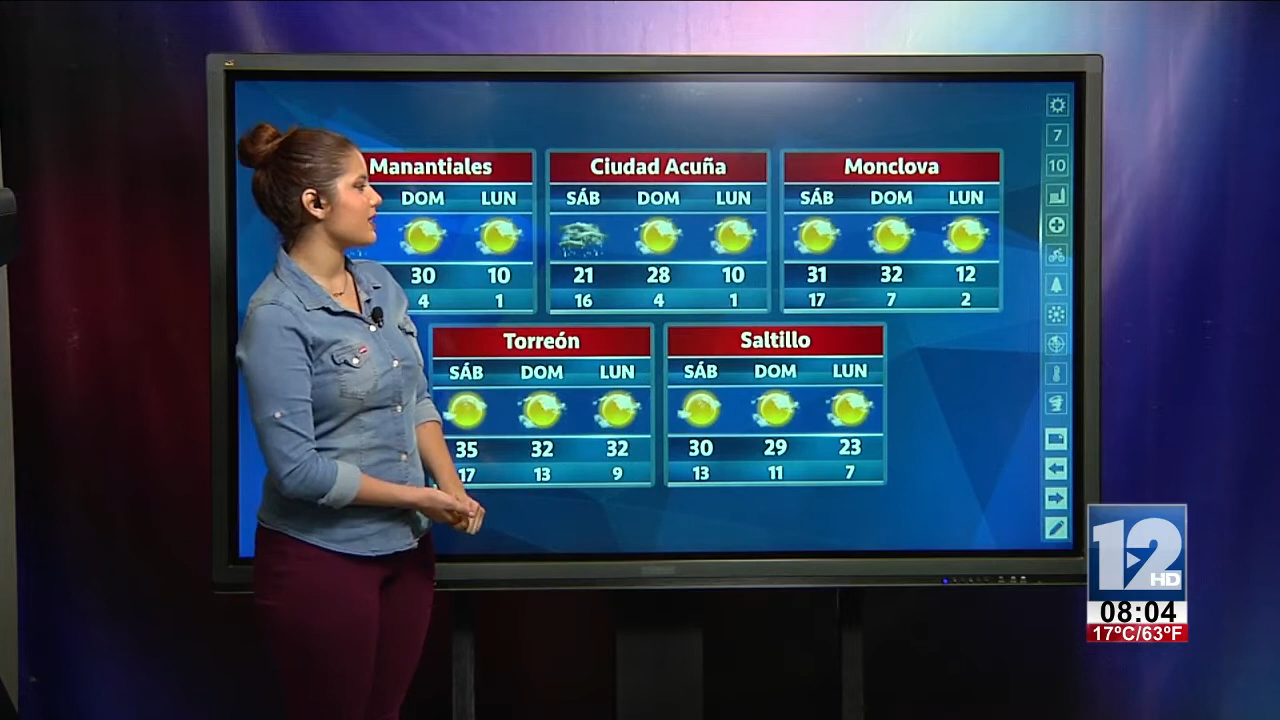 Manantiales
DOM LUN
30 10
4 1
Ciudad Acuña
SÁB DOM LUN
21 28 10
16 4 1
Monclova
SÁB DOM LUN
31 32 12
17 7 2
Torreón
SÁB DOM LUN
35 32 32
17 13 9
Saltillo
SÁB DOM LUN
30 29 23
13 11 7
7
10
12
HD
08:04
17ºC/63ºF